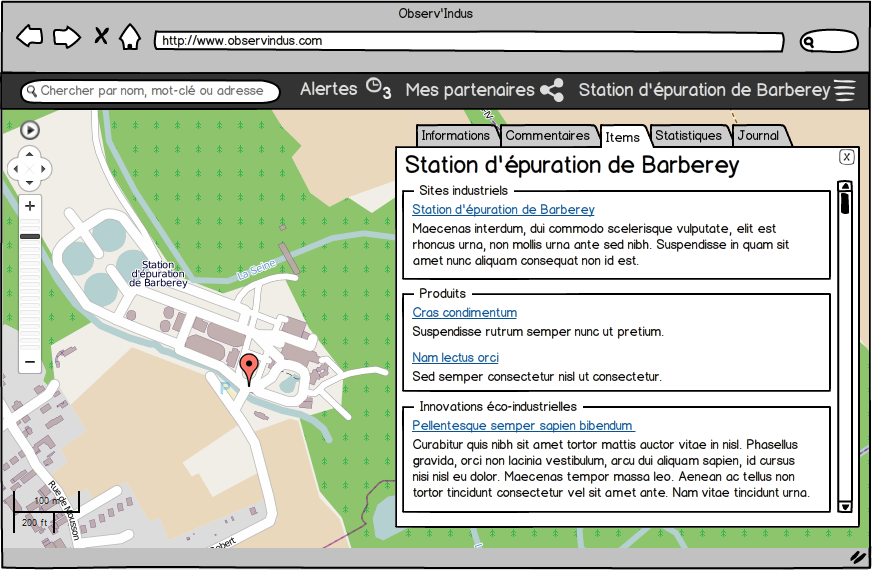 Observ'Indus
http://www.observindus.com
Chercher par nom, mot-clé ou adresse
Alertes 3
Mes partenaires
Station d'épuration de Barberey
Informations
Commentaires
Items
Statistiques
Journal
X
Station d'épuration de Barberey
Sites industriels
Station d'épuration de Barberey
Maecenas interdum, dui commodo scelerisque vulputate, elit est
rhoncus urna, non mollis urna ante sed nibh. Suspendisse in quam sit
amet nunc aliquam consequat non id est.
Produits
Cras condimentum
Suspendisse rutrum semper nunc ut pretium.
Nam lectus orci
Sed semper consectetur nisl ut consectetur.
Innovations éco-industrielles
Pellentesque semper sapien bibendum
Curabitur quis nibh sit amet tortor mattis auctor vitae in nisl. Phasellus
gravida, orci non lacinia vestibulum, arcu dui aliquam sapien, id cursus
nisi nisl eu dolor. Maecenas tempor massa leo. Aenean ac tellus non
tortor tincidunt consectetur vel sit amet ante. Nam vitae tincidunt urna.
Station
d'épuration
de Barberey
La Seine
P
Rue de Mousson
100 m
200 ft